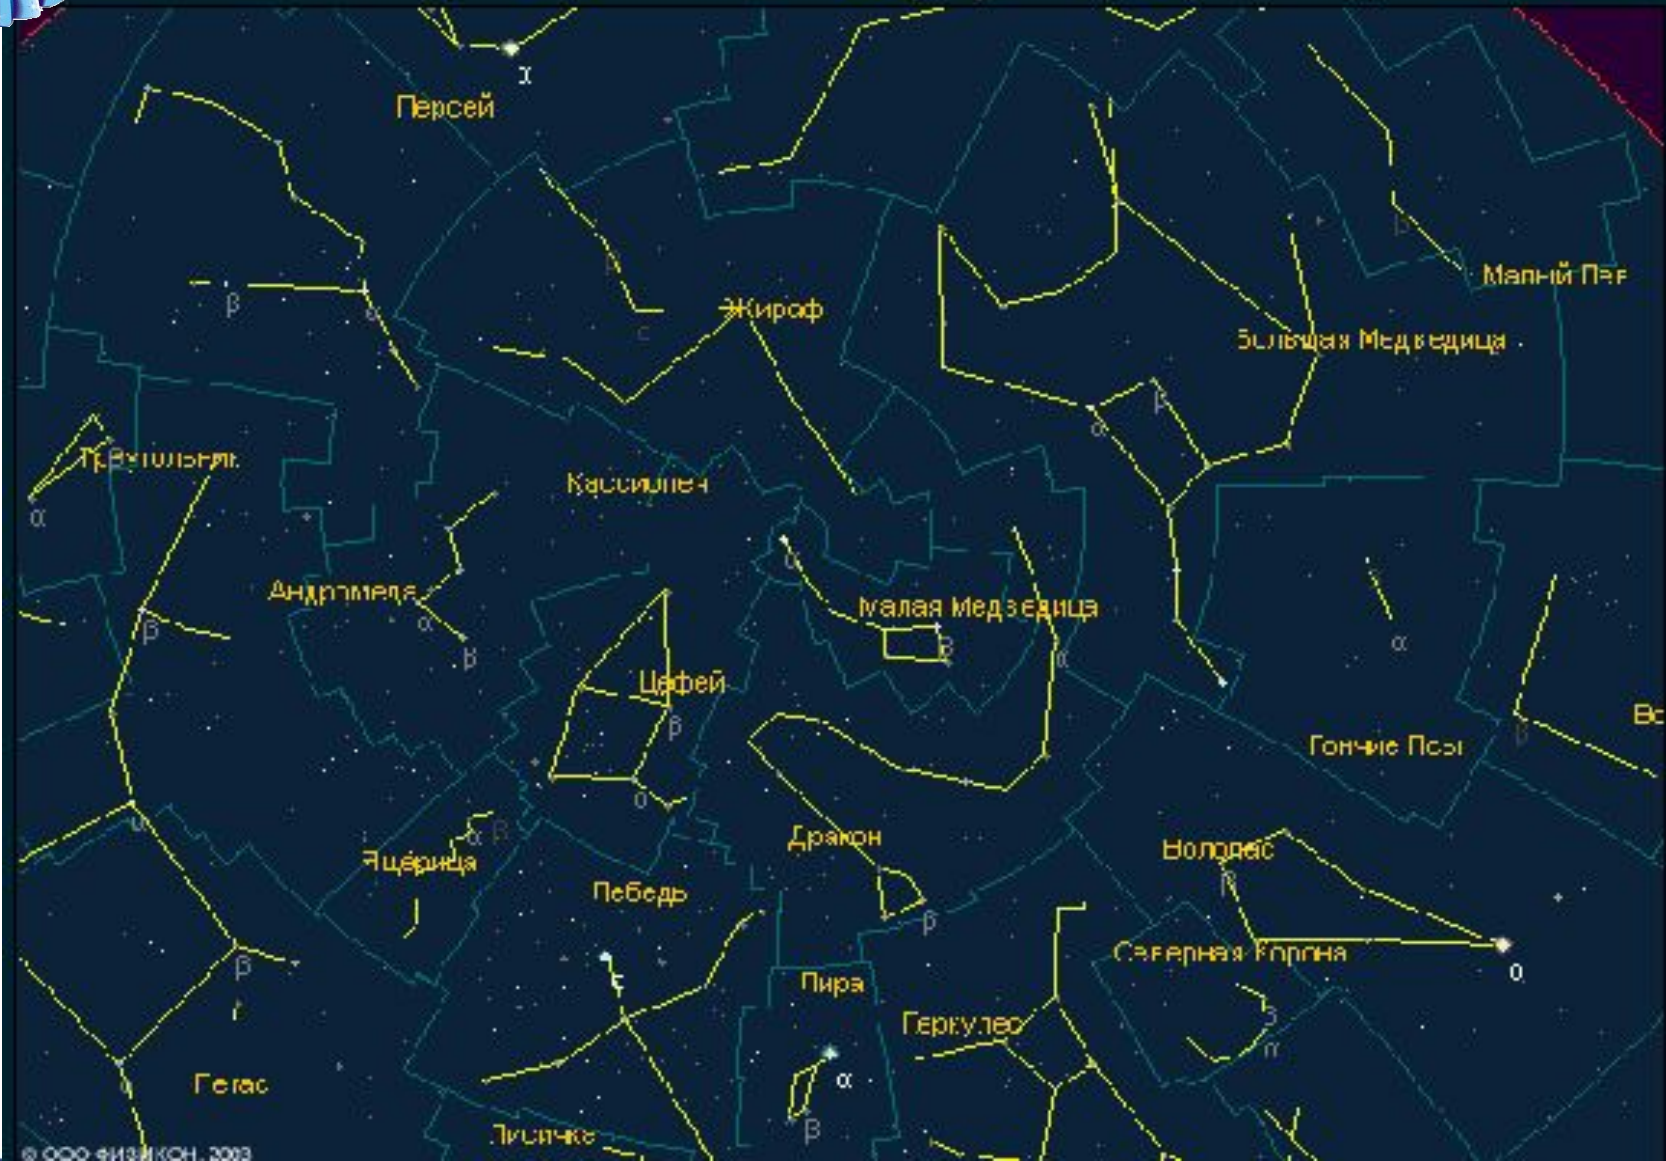 α
Персей
β
Малый Лев
β
α
Жираф
Большая Медведица
β
α
Треугольник
Кассиопея
α
α
Андромеда
Малая Медведица
α
β
β
α
β
α
Цефей
β
Гончие Псы
β
α
α
Дракон
Волопас
α β
Ящерица
β
Лебедь
β
Северная Корона
β
α
Лира
Геркулес
β
α
α
Пегас
α
β
Лисичка
© ООО ФИЗИКОН, 2003